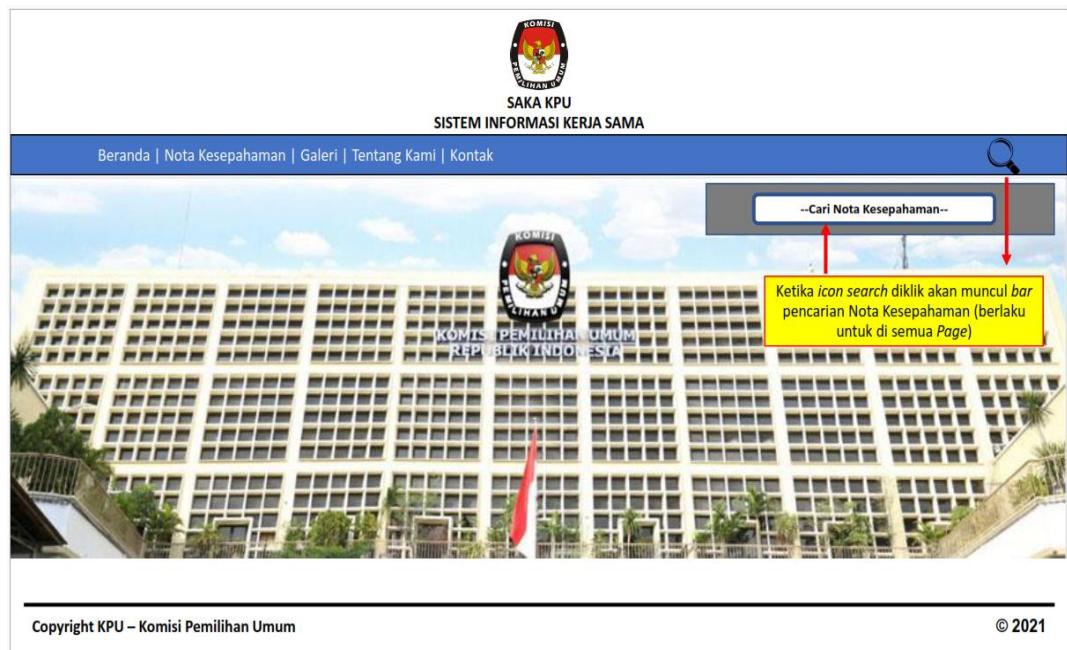 KOMISI
PEMILIHAN UMUM
SAKA KPU
SISTEM INFORMASI KERJA SAMA
Beranda | Nota Kesepahaman | Galeri | Tentang Kami | Kontak
--Cari Nota Kesepahaman--
KOMISI
PEMILIHAN UMUM
KOMISI PEMILIHAN UMUM
REPUBLIK INDONESIA
Ketika icon search diklik akan muncul bar
pencarian Nota Kesepahaman (berlaku
untuk di semua Page)
Copyright KPU – Komisi Pemilihan Umum
© 2021